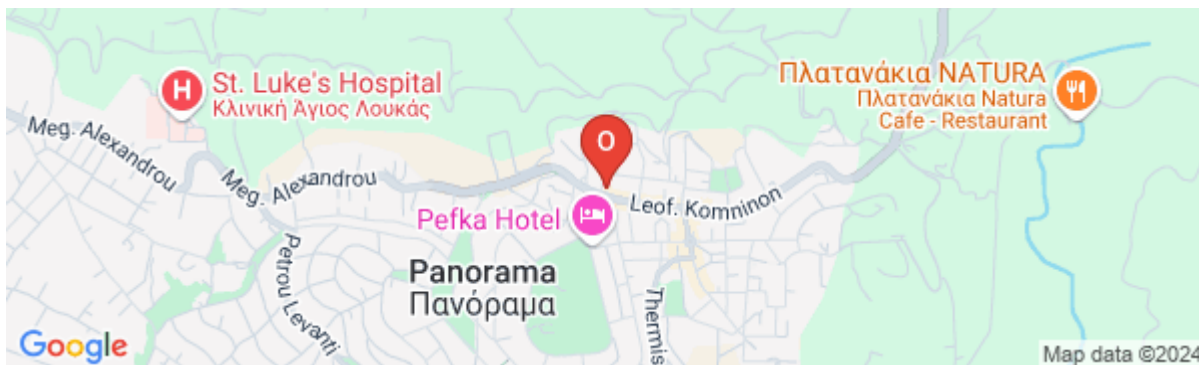 H
St. Luke's Hospital
Κλινική Άγιος Λουκάς
Meg. Alexandrou
Meg. Alexandrou
Πλατανάκια NATURA
Πλατανάκια Natura
Cafe - Restaurant
O
Leof. Komninon
Pefka Hotel
Panorama
Πανόραμα
Petrou Levanti
Thermis
Google
Map data ©2024